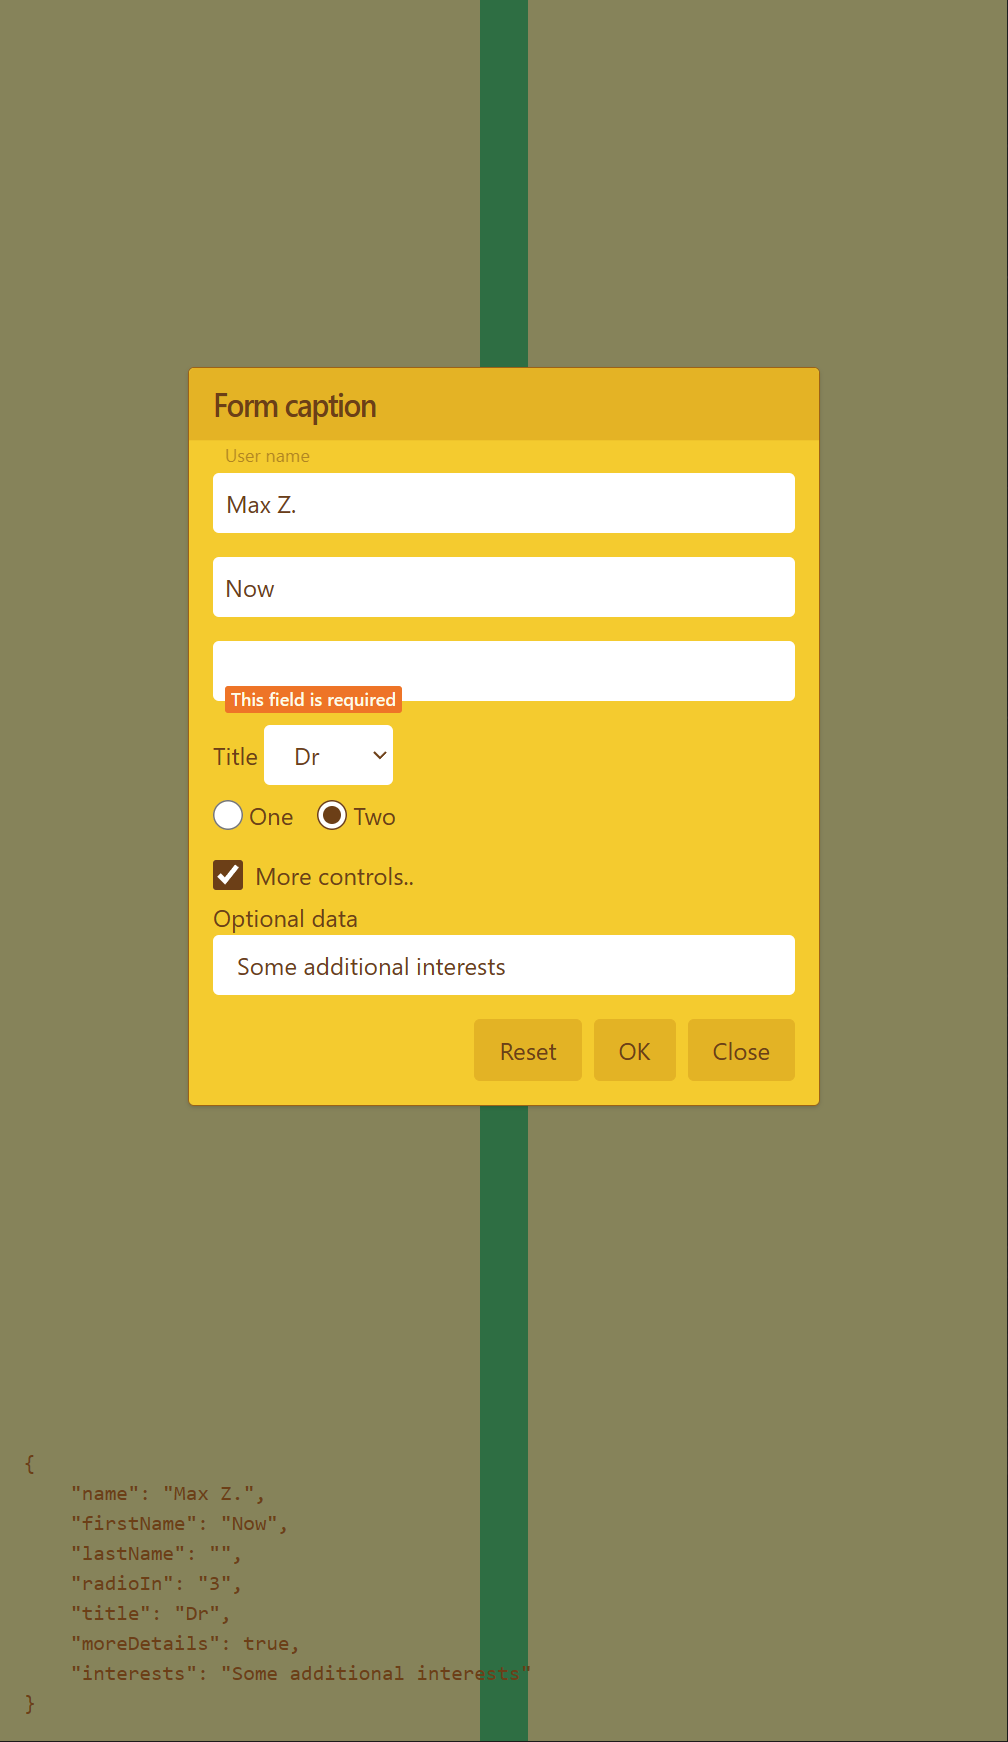 Form caption
User name
Max Z.
Now
This field is required
Title Dr
One Two
More controls..
Optional data
Some additional interests
Reset OK Close
{
    "name": "Max Z.",
    "firstName": "Now",
    "lastName": "",
    "radioIn": "3",
    "title": "Dr",
    "moreDetails": true,
    "interests": "Some additional interests"
}